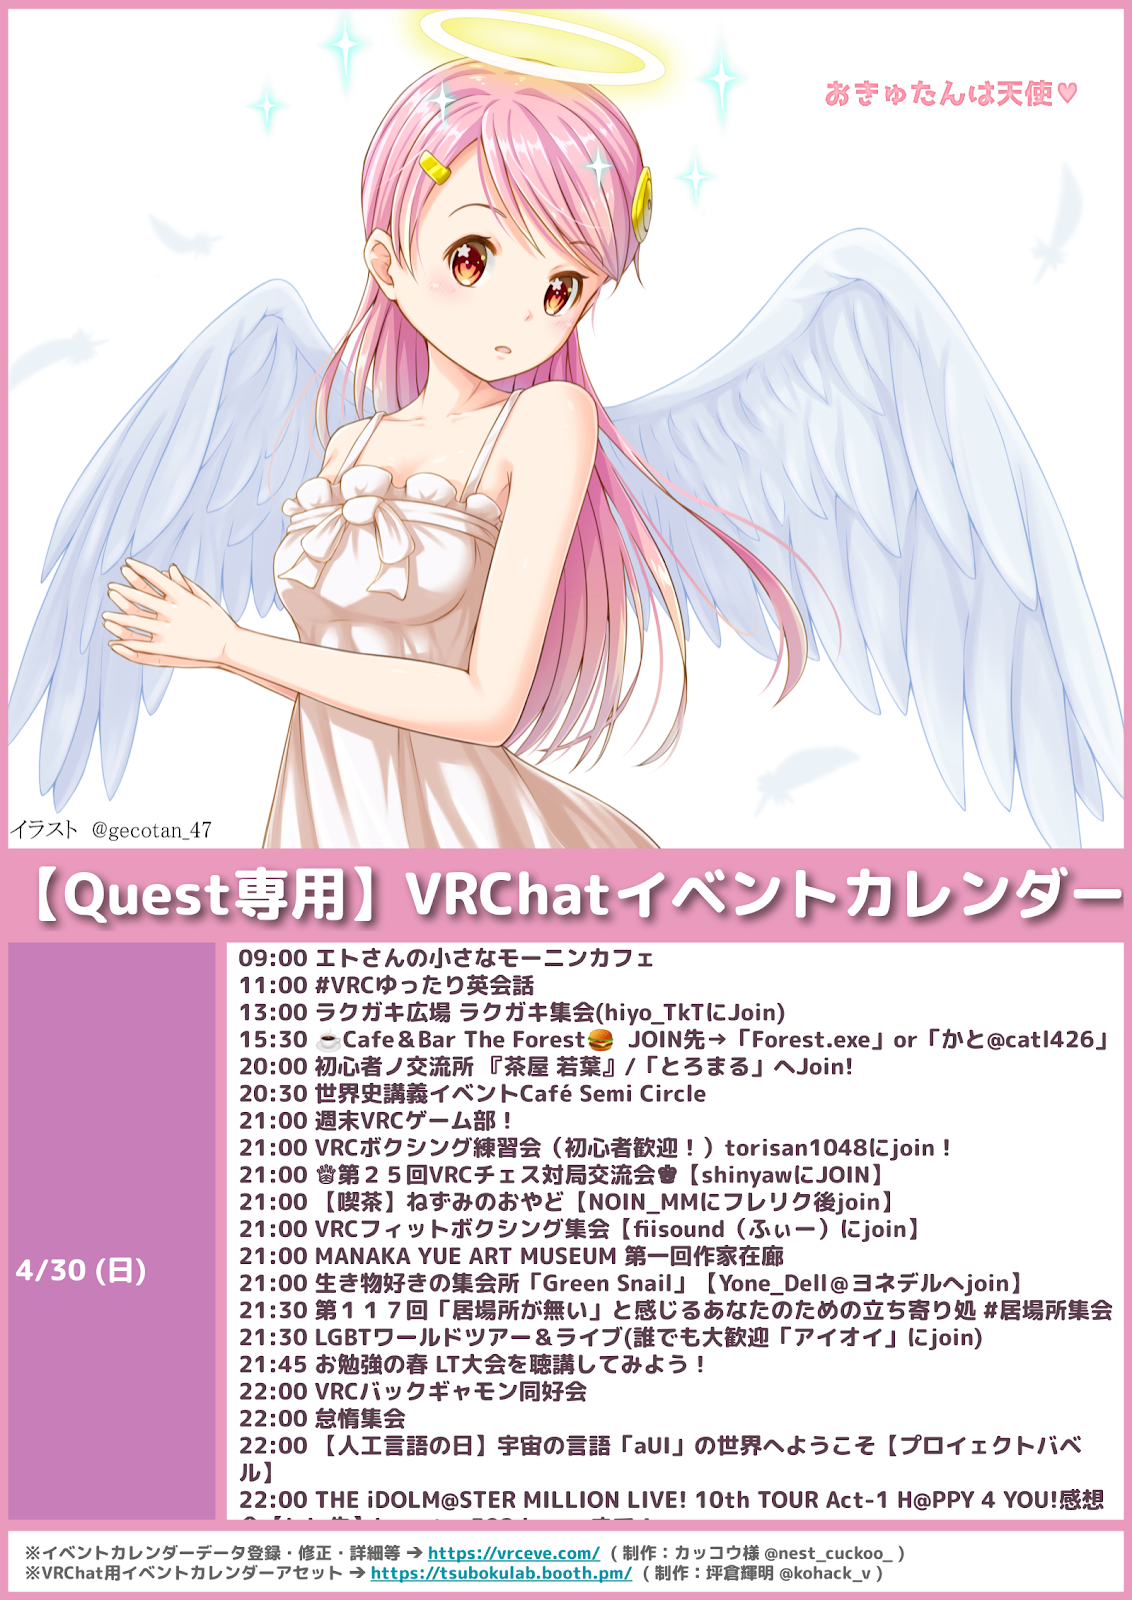 おきゅたんは天使♥
イラスト @gecotan_47
【Quest専用】VRChatイベントカレンダー
4/30 (日)
09:00 エトさんの小さなモーニンカフェ
11:00 #VRCゆったり英会話
13:00 ラクガキ広場 ラクガキ集会(hiyo_TkTにJoin)
15:30 ☕Cafe＆Bar The Forest🍔 JOIN先→「Forest.exe」or「かと@catl426」
20:00 初心者ノ交流所 『茶屋 若葉』/「とろまる」へJoin!
20:30 世界史講義イベントCafé Semi Circle
21:00 週末VRCゲーム部！
21:00 VRCボクシング練習会（初心者歓迎！）torisan1048にjoin！
21:00 ♕第２５回VRCチェス対局交流会♚【shinyawにJOIN】
21:00 【喫茶】ねずみのおやど【NOIN_MMにフレリク後join】
21:00 VRCフィットボクシング集会【fiisound（ふぃー）にjoin】
21:00 MANAKA YUE ART MUSEUM 第一回作家在廊
21:00 生き物好きの集会所「Green Snail」【Yone_Dell＠ヨネデルへjoin】
21:30 第１１７回「居場所が無い」と感じるあなたのための立ち寄り処 #居場所集会
21:30 LGBTワールドツアー＆ライブ(誰でも大歓迎「アイオイ」にjoin)
21:45 お勉強の春 LT大会を聴講してみよう！
22:00 VRCバックギャモン同好会
22:00 怠惰集会
22:00 【人工言語の日】宇宙の言語「aUI」の世界へようこそ【プロイェクトバベ
ル】
22:00 THE iDOLM@STER MILLION LIVE! 10th TOUR Act-1 H@PPY 4 YOU!感想
※イベントカレンダーデータ登録・修正・詳細等 ➔ https://vrceve.com/ （制作：カッコウ様 @nest_cuckoo_ )
※VRChat用イベントカレンダーアセット ➔ https://tsubokulab.booth.pm/ （制作：坪倉輝明 @kohack_v )